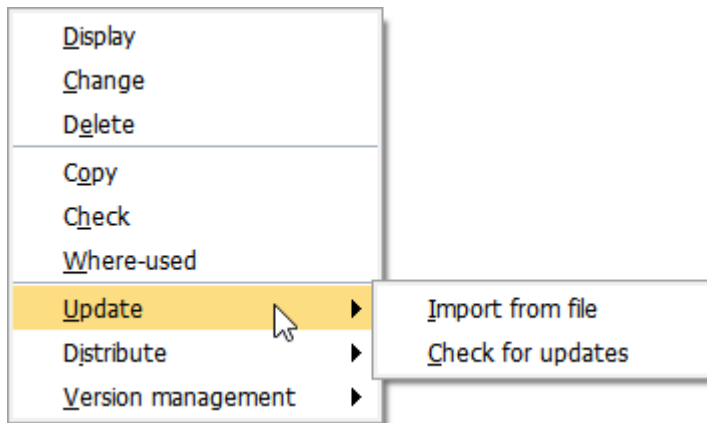 Display
Change
Delete
Copy
Check
Where-used
Update
Import from file
Distribute
Check for updates
Version management